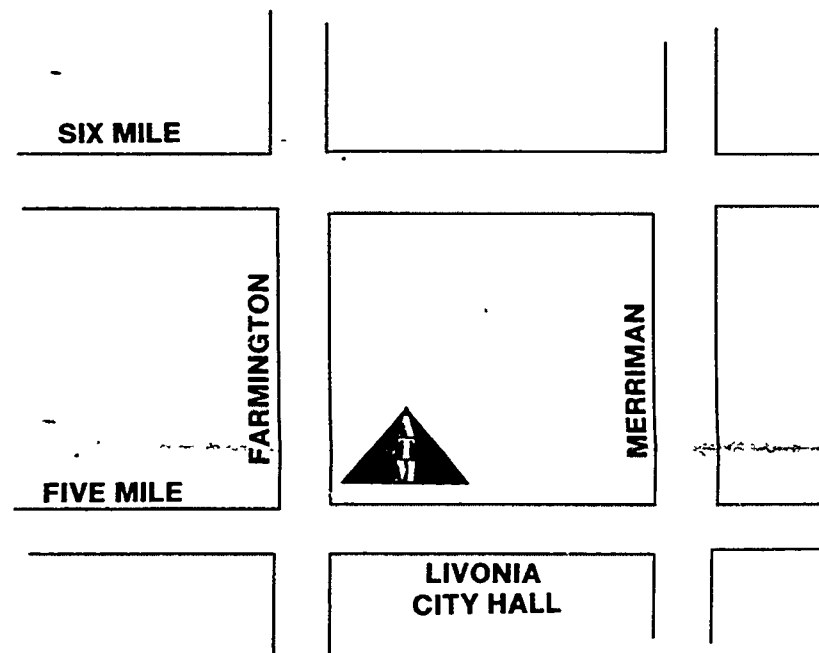 SIX MILE
FARMINGTON
MERRIMAN
FIVE MILE
LIVONIA
CITY HALL